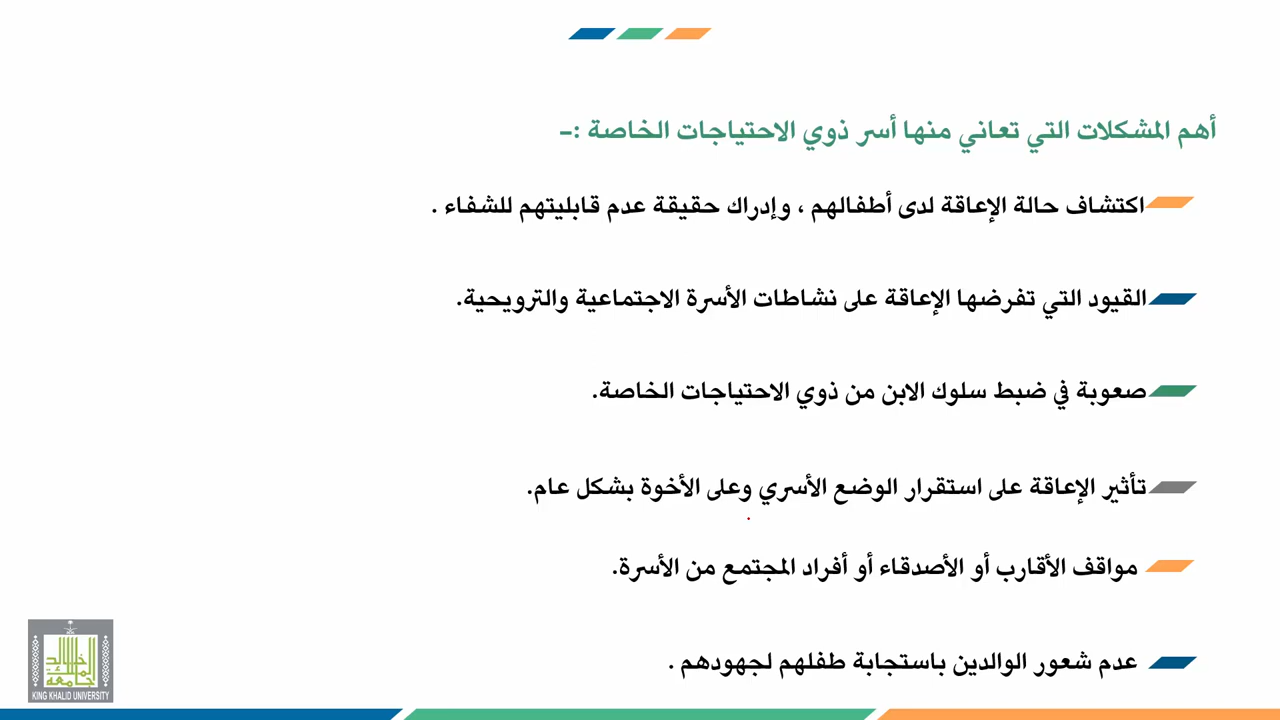 أهم المشكلات التي تعاني منها أسر ذوي الاحتياجات الخاصة :-
اكتشاف حالة الإعاقة لدى أطفالهم ، وإدراك حقيقة عدم قابليتهم للشفاء .
القيود التي تفرضها الإعاقة على نشاطات الأسرة الاجتماعية والترويحية.
صعوبة في ضبط سلوك الابن من ذوي الاحتياجات الخاصة.
تأثير الإعاقة على استقرار الوضع الأسري وعلى الأخوة بشكل عام.
مواقف الأقارب أو الأصدقاء أو أفراد المجتمع من الأسرة.
عدم شعور الوالدين باستجابة طفلهم لجهودهم .
جامعة الملك خالد
KING KHALID UNIVERSITY